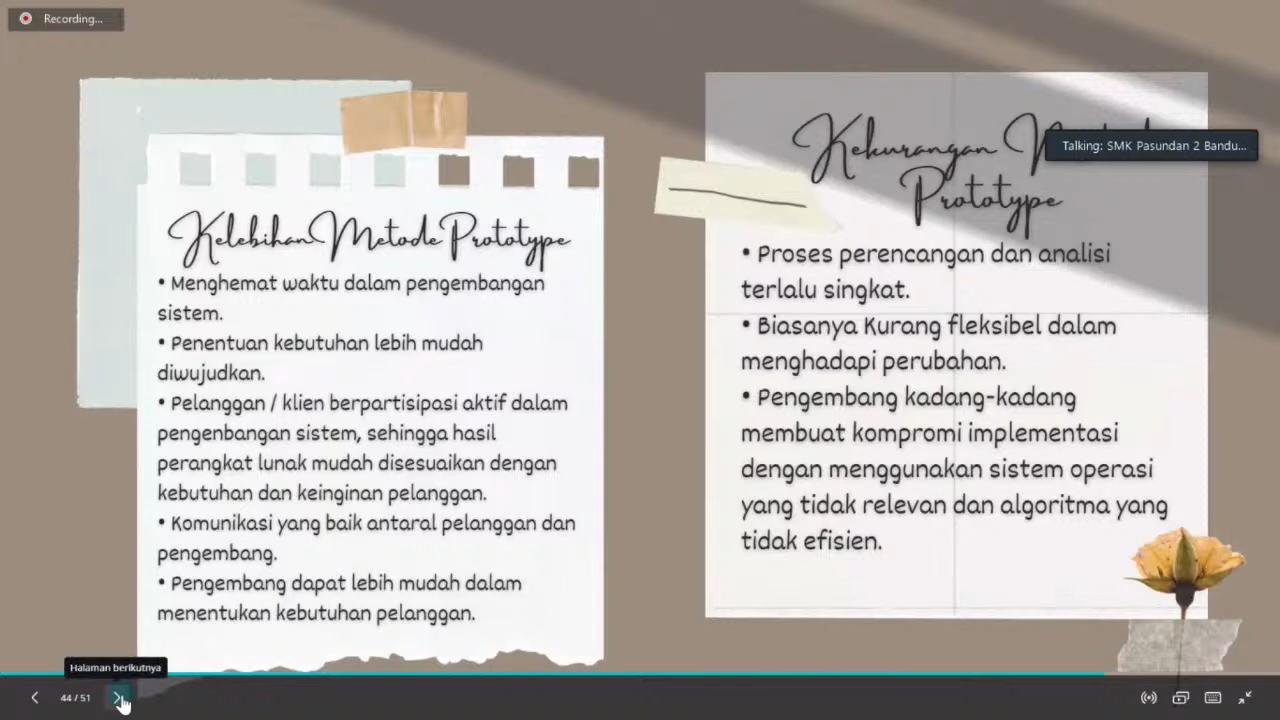 Recording...
Kelebihan Metode Prototype
• Menghemat waktu dalam pengembangan
sistem.
• Penentuan kebutuhan lebih mudah
diwujudkan.
• Pelanggan / klien berpartisipasi aktif dalam
pengenbangan sistem, sehingga hasil
perangkat lunak mudah disesuaikan dengan
kebutuhan dan keinginan pelanggan.
• Komunikasi yang baik antaral pelanggan dan
pengembang.
• Pengembang dapat lebih mudah dalam
menentukan kebutuhan pelanggan.
Kekurangan
Prototype
Talking: SMK Pasundan 2 Bandu...
• Proses perencangan dan analisi
terlalu singkat.
• Biasanya Kurang fleksibel dalam
menghadapi perubahan.
• Pengembang kadang-kadang
membuat kompromi implementasi
dengan menggunakan sistem operasi
yang tidak relevan dan algoritma yang
tidak efisien.
Halaman berikutnya
44 / 51